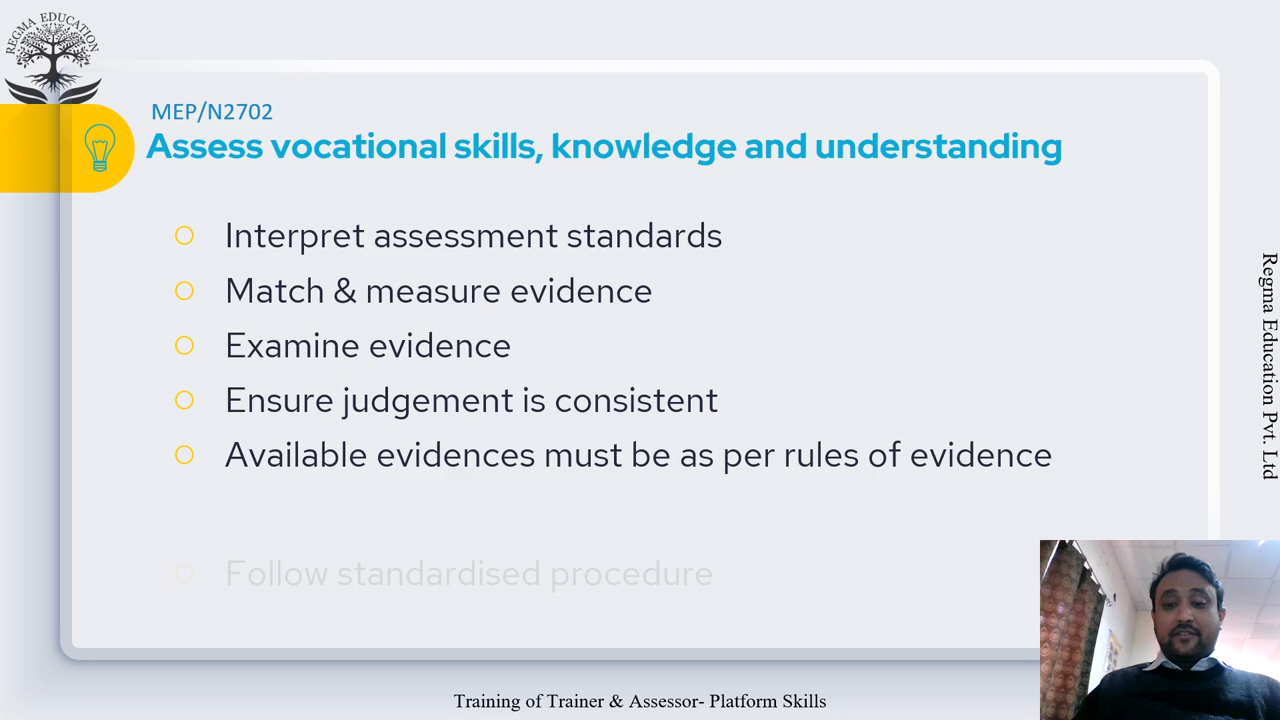 REGMA EDUCATION
MEP/N2702
Assess vocational skills, knowledge and understanding
Interpret assessment standards
Match & measure evidence
Examine evidence
Ensure judgement is consistent
Available evidences must be as per rules of evidence
Follow standardised procedure
Regma Education Pvt. Ltd
Training of Trainer & Assessor- Platform Skills